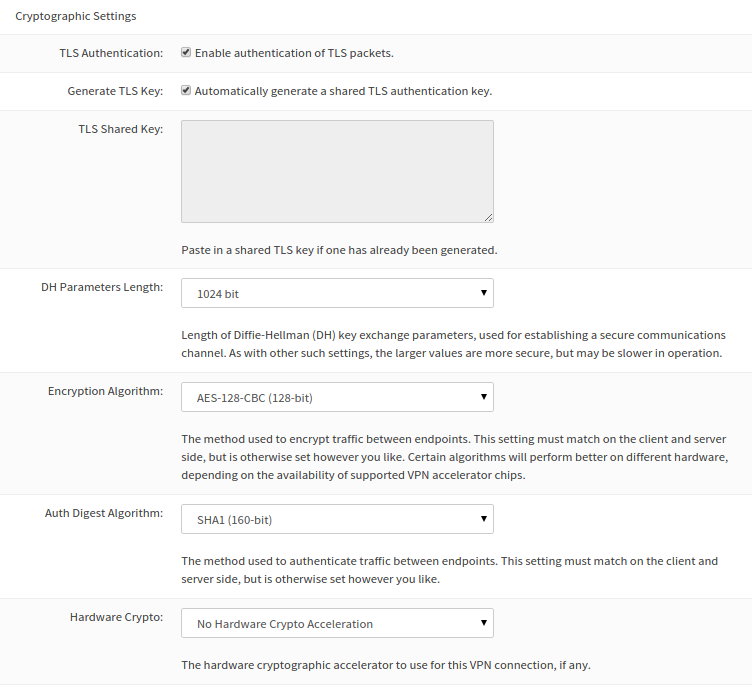 Cryptographic Settings
TLS Authentication: Enable authentication of TLS packets.
Generate TLS Key: Automatically generate a shared TLS authentication key.
TLS Shared Key:
Paste in a shared TLS key if one has already been generated.
DH Parameters Length: 1024 bit
Length of Diffie-Hellman (DH) key exchange parameters, used for establishing a secure communications
channel. As with other such settings, the larger values are more secure, but may be slower in operation.
Encryption Algorithm: AES-128-CBC (128-bit)
The method used to encrypt traffic between endpoints. This setting must match on the client and server
side, but is otherwise set however you like. Certain algorithms will perform better on different hardware,
depending on the availability of supported VPN accelerator chips.
Auth Digest Algorithm: SHA1 (160-bit)
The method used to authenticate traffic between endpoints. This setting must match on the client and
server side, but is otherwise set however you like.
Hardware Crypto: No Hardware Crypto Acceleration
The hardware cryptographic accelerator to use for this VPN connection, if any.